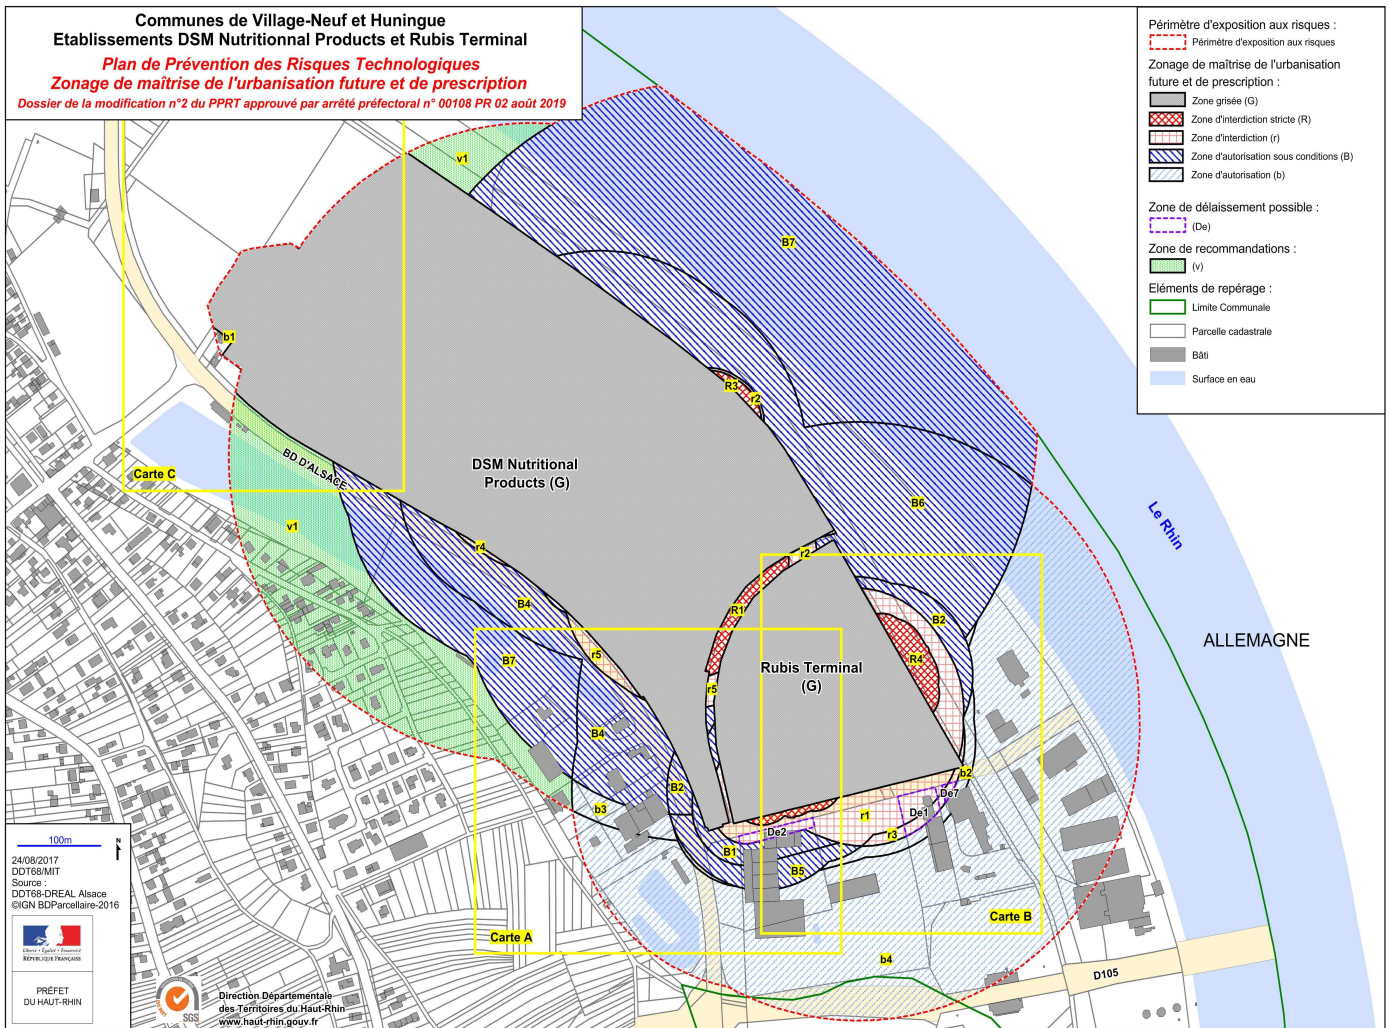 Communes de Village-Neuf et Huningue
Etablissements DSM Nutritionnal Products et Rubis Terminal
Plan de Prévention des Risques Technologiques
Zonage de maîtrise de l'urbanisation future et de prescription
Dossier de la modification n°2 du PPRT approuvé par arrêté préfectoral n° 00108 PR 02 août 2019
Périmètre d'exposition aux risques :
Périmètre d'exposition aux risques
Zonage de maîtrise de l'urbanisation
future et de prescription :
Zone grisée (G)
Zone d'interdiction stricte (R)
Zone d'interdiction (r)
Zone d'autorisation sous conditions (B)
Zone d'autorisation (b)
Zone de délaissement possible :
(De)
Zone de recommandations :
(v)
Eléments de repérage :
Limite Communale
Parcelle cadastrale
Bâti
Surface en eau
v1
B7
b1
R3
r2
Carte C
BD D'ALSACE
DSM Nutritional
Products (G)
B6
Le Rhin
v1
r4
r2
B4
R1
B2
ALLEMAGNE
r5
B7
R4
Rubis Terminal
(G)
r5
B4
b2
B2
De7
b3
De1
r1
De2
r3
B1
B5
Carte B
Carte A
b4
D105
100m
N
24/08/2017
DDT68/MIT
Source :
DDT68-DREAL Alsace
©IGN BDParcellaire-2016
Liberté • Égalité • Fraternité
RÉPUBLIQUE FRANÇAISE
PRÉFET
DU HAUT-RHIN
SGS
Direction Départementale
des Territoires du Haut-Rhin
www.haut-rhin.gouv.fr